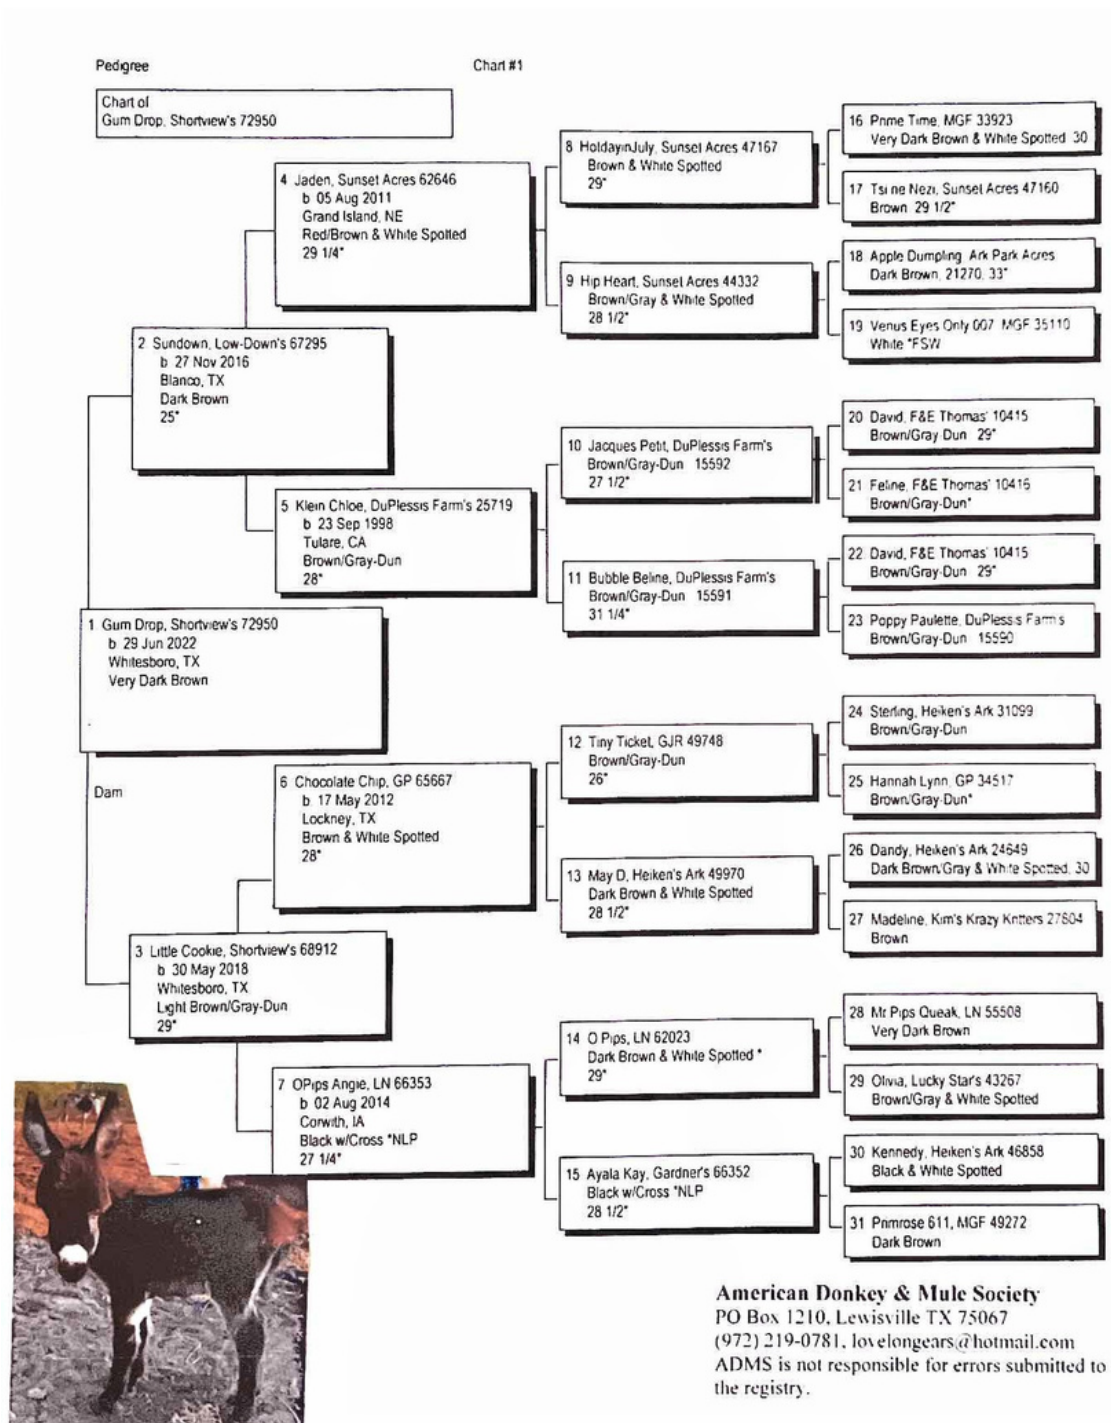 Pedigree
Chart #1
Chart of
Gum Drop, Shortview's 72950
1 Gum Drop, Shortview's 72950
b 29 Jun 2022
Whitesboro, TX
Very Dark Brown
Dam
2 Sundown, Low-Down's 67295
b 27 Nov 2016
Blanco, TX
Dark Brown
25"
3 Little Cookie, Shortview's 68912
b 30 May 2018
Whitesboro, TX
Light Brown/Gray-Dun
29"
4 Jaden, Sunset Acres 62646
b 05 Aug 2011
Grand Island, NE
Red/Brown & White Spotted
29 1/4"
5 Klein Chloe, DuPlessis Farm's 25719
b 23 Sep 1998
Tulare, CA
Brown/Gray-Dun
28"
6 Chocolate Chip, GP 65667
b 17 May 2012
Lockney, TX
Brown & White Spotted
28"
7 OPips Angie, LN 66353
b 02 Aug 2014
Corwith, IA
Black w/Cross *NLP
27 1/4"
8 HotdayinJuly, Sunset Acres 47167
Brown & White Spotted
29"
9 Hip Heart, Sunset Acres 44332
Brown/Gray & White Spotted
28 1/2"
10 Jacques Petit, DuPlessis Farm's
Brown/Gray-Dun 15592
27 1/2"
11 Bubble Beline, DuPlessis Farm's
Brown/Gray-Dun 15591
31 1/4"
12 Tiny Ticket, GJR 49748
Brown/Gray-Dun
26"
13 May D, Heiken's Ark 49970
Dark Brown & White Spotted
28 1/2"
14 O Pips, LN 62023
Dark Brown & White Spotted *
29"
15 Ayala Kay, Gardner's 66352
Black w/Cross *NLP
28 1/2"
16 Prime Time, MGF 33923
Very Dark Brown & White Spotted 30
17 Tsi ne Nezi, Sunset Acres 47160
Brown 29 1/2"
18 Apple Dumpling Ark Park Acres
Dark Brown, 21270, 33"
19 Venus Eyes Only 007 MGF 35110
White *FSW
20 David, F&E Thomas' 10415
Brown/Gray-Dun 29"
21 Feline, F&E Thomas' 10416
Brown/Gray-Dun*
22 David, F&E Thomas' 10415
Brown/Gray-Dun 29"
23 Poppy Paulette, DuPlessis Farm's
Brown/Gray-Dun 15590
24 Sterling, Heiken's Ark 31099
Brown/Gray-Dun
25 Hannah Lynn, GP 34517
Brown/Gray-Dun*
26 Dandy, Heiken's Ark 24649
Dark Brown/Gray & White Spotted, 30
27 Madeline, Kim's Krazy Kritters 27604
Brown
28 Mr Pips Queak, LN 55508
Very Dark Brown
29 Olivia, Lucky Star's 43267
Brown/Gray & White Spotted
30 Kennedy, Heiken's Ark 46858
Black & White Spotted
31 Primrose 611, MGF 49272
Dark Brown
American Donkey & Mule Society
PO Box 1210, Lewisville TX 75067
(972) 219-0781, lovelongears@hotmail.com
ADMS is not responsible for errors submitted to
the registry.